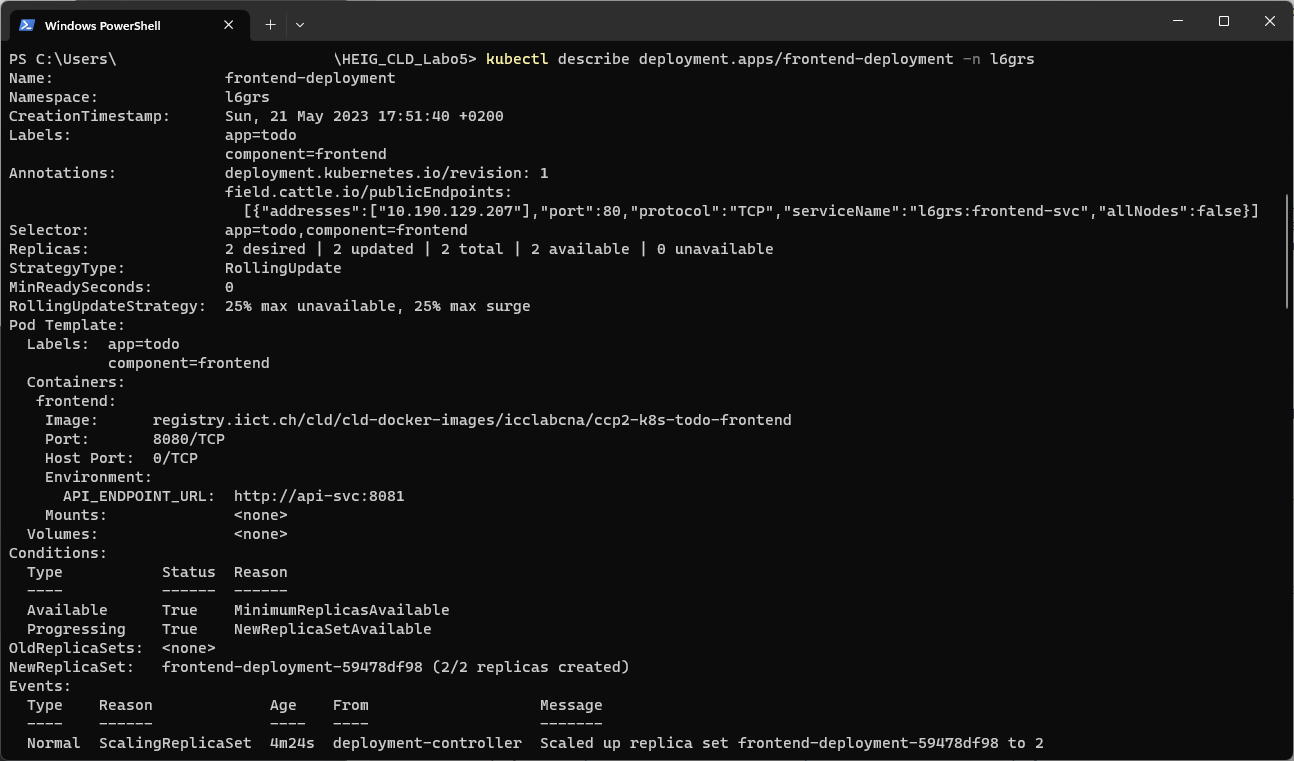 Windows PowerShell
PS C:\Users\ \HEIG_CLD_Labo5> kubectl describe deployment.apps/frontend-deployment -n l6grs
Name: frontend-deployment
Namespace: l6grs
CreationTimestamp: Sun, 21 May 2023 17:51:40 +0200
Labels: app=todo
component=frontend
Annotations: deployment.kubernetes.io/revision: 1
field.cattle.io/publicEndpoints:
[{"addresses":["10.190.129.207"],"port":80,"protocol":"TCP","serviceName":"l6grs:frontend-svc","allNodes":false}]
Selector: app=todo,component=frontend
Replicas: 2 desired | 2 updated | 2 total | 2 available | 0 unavailable
StrategyType: RollingUpdate
MinReadySeconds: 0
RollingUpdateStrategy: 25% max unavailable, 25% max surge
Pod Template:
Labels: app=todo
component=frontend
Containers:
frontend:
Image: registry.iict.ch/cld/cld-docker-images/icclabcna/ccp2-k8s-todo-frontend
Port: 8080/TCP
Host Port: 0/TCP
Environment:
API_ENDPOINT_URL: http://api-svc:8081
Mounts: <none>
Volumes: <none>
Conditions:
Type Status Reason
---- ------ ------
Available True MinimumReplicasAvailable
Progressing True NewReplicaSetAvailable
OldReplicaSets: <none>
NewReplicaSet: frontend-deployment-59478df98 (2/2 replicas created)
Events:
Type Reason Age From Message
---- ------ ---- ---- -------
Normal ScalingReplicaSet 4m24s deployment-controller Scaled up replica set frontend-deployment-59478df98 to 2